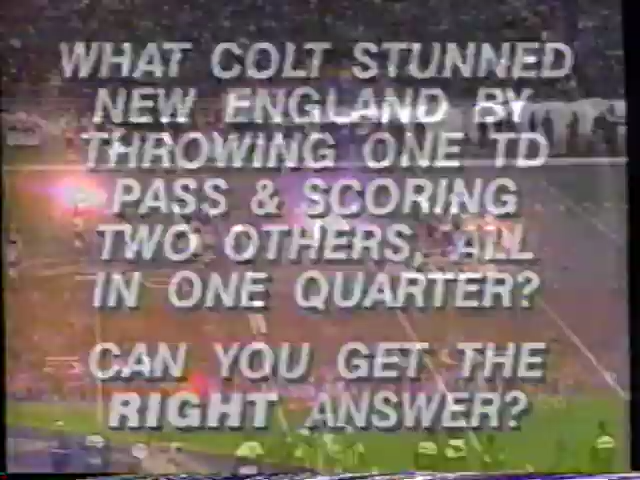 WHAT COLT STUNNED
NEW ENGLAND BY
THROWING ONE TD
PASS & SCORING
TWO OTHERS, ALL
IN ONE QUARTER?
CAN YOU GET THE
RIGHT ANSWER?